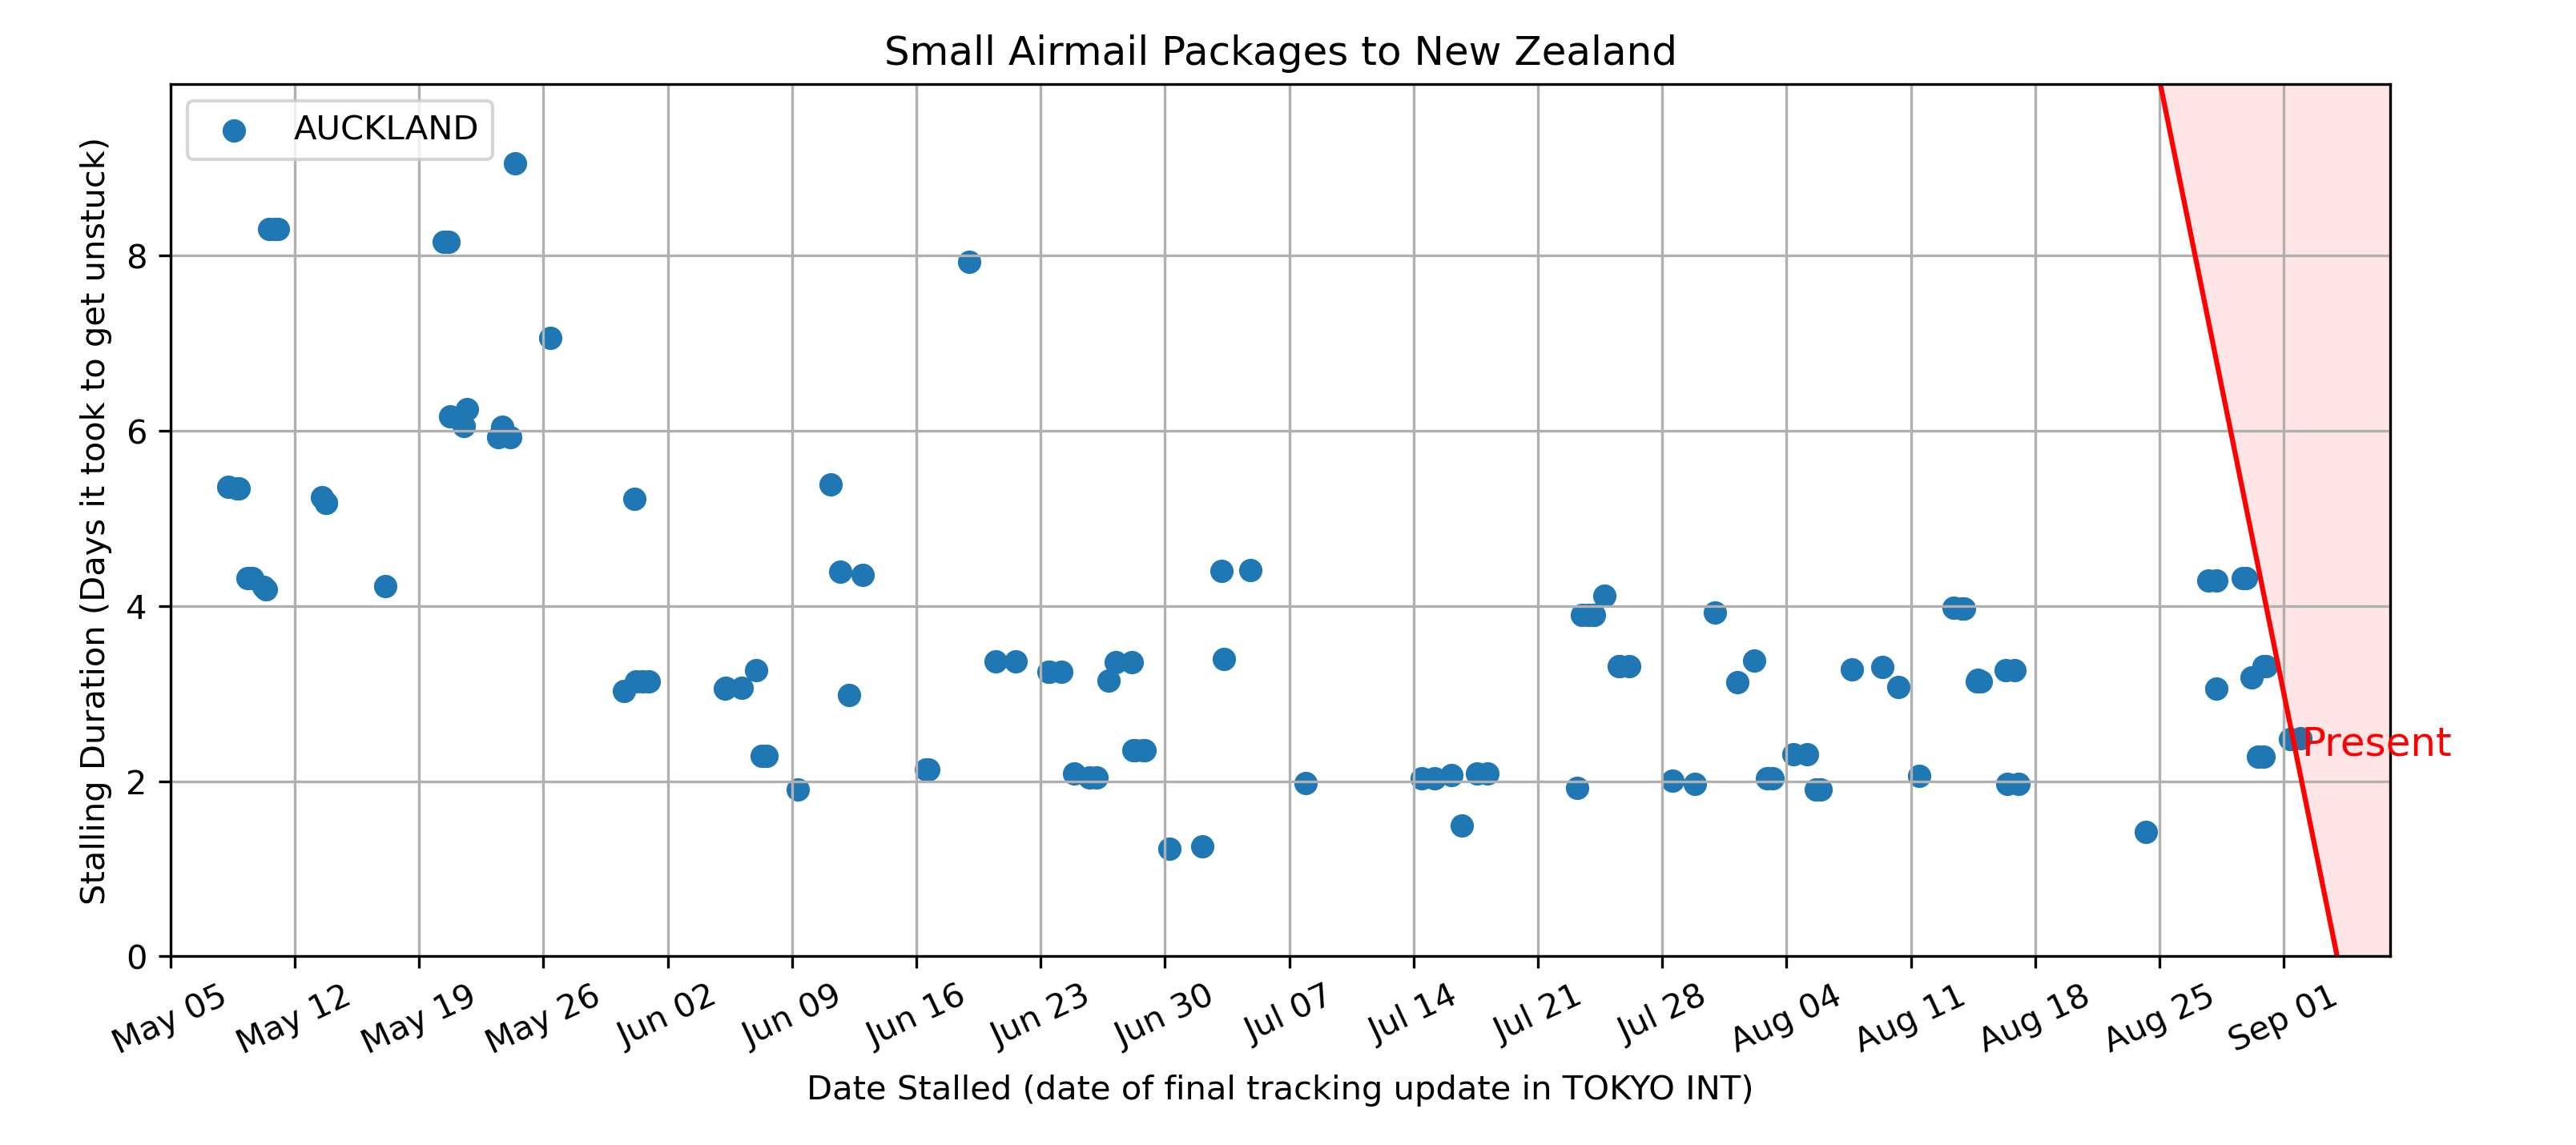 Small Airmail Packages to New Zealand
AUCKLAND
Stalling Duration (Days it took to get unstuck)
8
6
4
2
0
Present
May 05
May 12
May 19
May 26
Jun 02
Jun 09
Jun 16
Jun 23
Jun 30
Jul 07
Jul 14
Jul 21
Jul 28
Aug 04
Aug 11
Aug 18
Aug 25
Sep 01
Date Stalled (date of final tracking update in TOKYO INT)